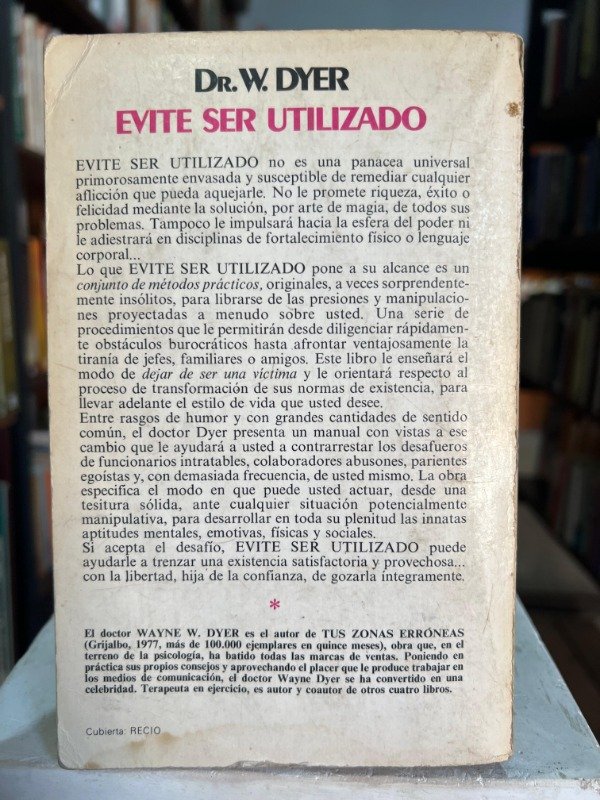 DR. W. DYER
EVITE SER UTILIZADO
EVITE SER UTILIZADO no es una panacea universal
primorosamente envasada y susceptible de remediar cualquier
aflicción que pueda aquejarle. No le promete riqueza, éxito o
felicidad mediante la solución, por arte de magia, de todos sus
problemas. Tampoco le impulsará hacia la esfera del poder ni
le adiestrará en disciplinas de fortalecimiento físico o lenguaje
corporal...
Lo que EVITE SER UTILIZADO pone a su alcance es un
conjunto de métodos prácticos, originales, a veces sorprendente-
mente insólitos, para librarse de las presiones y manipulacio-
nes proyectadas a menudo sobre usted. Una serie de
procedimientos que le permitirán desde diligenciar rápidamen-
te obstáculos burocráticos hasta afrontar ventajosamente la
tiranía de jefes, familiares o amigos. Este libro le enseñará el
modo de dejar de ser una víctima y le orientará respecto al
proceso de transformación de sus normas de existencia, para
llevar adelante el estilo de vida que usted desee.
Entre rasgos de humor y con grandes cantidades de sentido
común, el doctor Dyer presenta un manual con vistas a ese
cambio que le ayudará a usted a contrarrestar los desafueros
de funcionarios intratables, colaboradores abusones, parientes
egoístas y, con demasiada frecuencia, de usted mismo. La obra
especifica el modo en que puede usted actuar, desde una
tesitura sólida, ante cualquier situación potencialmente
manipulativa, para desarrollar en toda su plenitud las innatas
aptitudes mentales, emotivas, físicas y sociales.
Si acepta el desafío, EVITE SER UTILIZADO puede
ayudarle a trenzar una existencia satisfactoria y provechosa...
con la libertad, hija de la confianza, de gozarla íntegramente.
*
El doctor WAYNE W. DYER es el autor de TUS ZONAS ERRÓNEAS
(Grijalbo, 1977, más de 100.000 ejemplares en quince meses), obra que, en el
terreno de la psicología, ha batido todas las marcas de ventas. Poniendo en
práctica sus propios consejos y aprovechando el placer que le produce trabajar en
los medios de comunicación, el doctor Wayne Dyer se ha convertido en una
celebridad. Terapeuta en ejercicio, es autor y coautor de otros cuatro libros.
Cubierta: RECIO